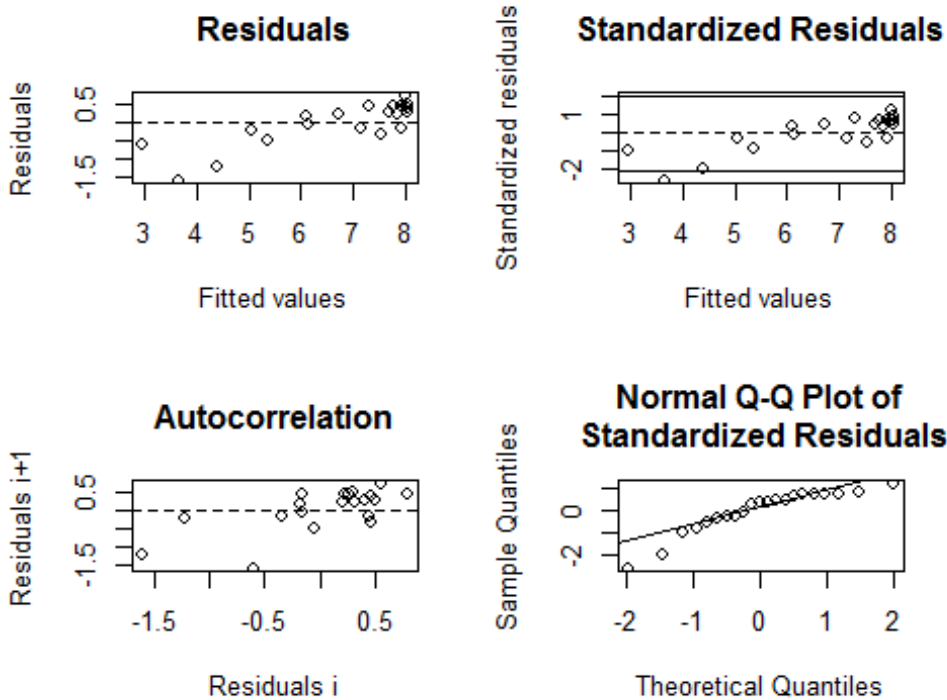 Residuals
Residuals
0.5
-1.5
3 4 5 6 7 8
Fitted values
Standardized Residuals
Standardized residuals
1
-2
3 4 5 6 7 8
Fitted values
Autocorrelation
Residuals i+1
0.5
-1.5
-1.5 -0.5 0.5
Residuals i
Normal Q-Q Plot of
Standardized Residuals
Sample Quantiles
0
-2
-2 -1 0 1 2
Theoretical Quantiles